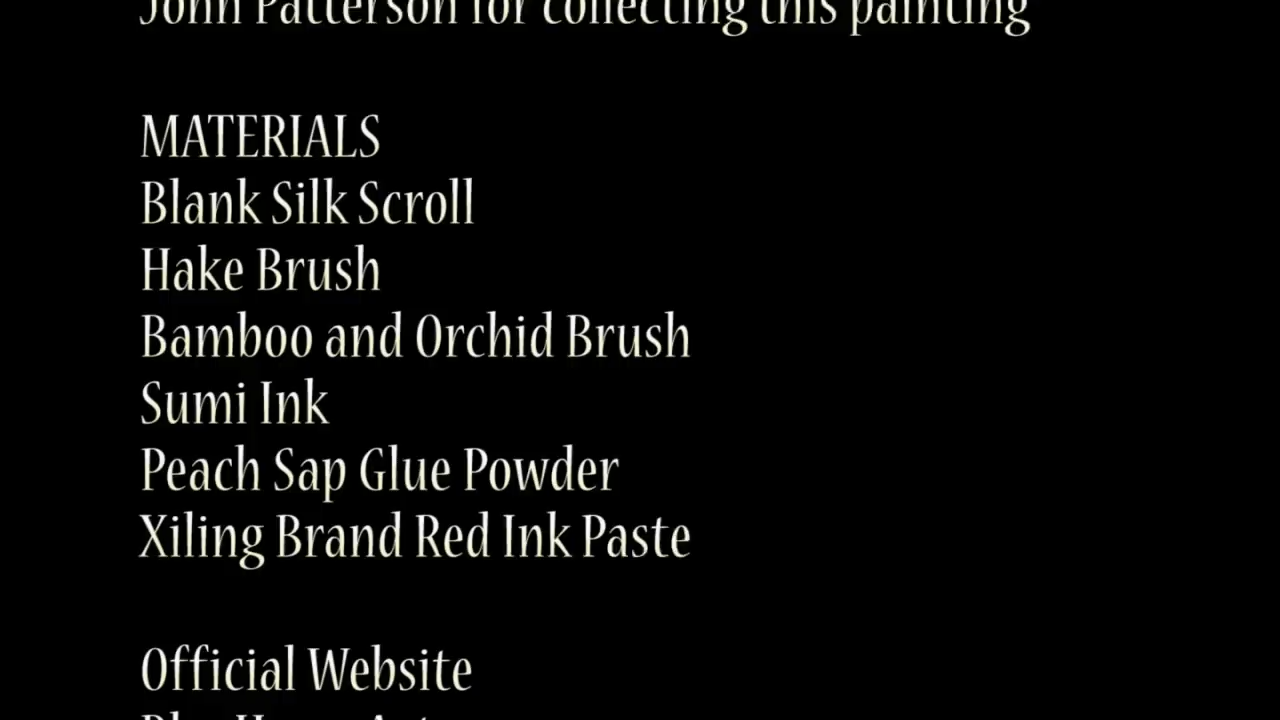 John Patterson for collecting this painting
MATERIALS
Blank Silk Scroll
Hake Brush
Bamboo and Orchid Brush
Sumi Ink
Peach Sap Glue Powder
Xiling Brand Red Ink Paste
Official Website